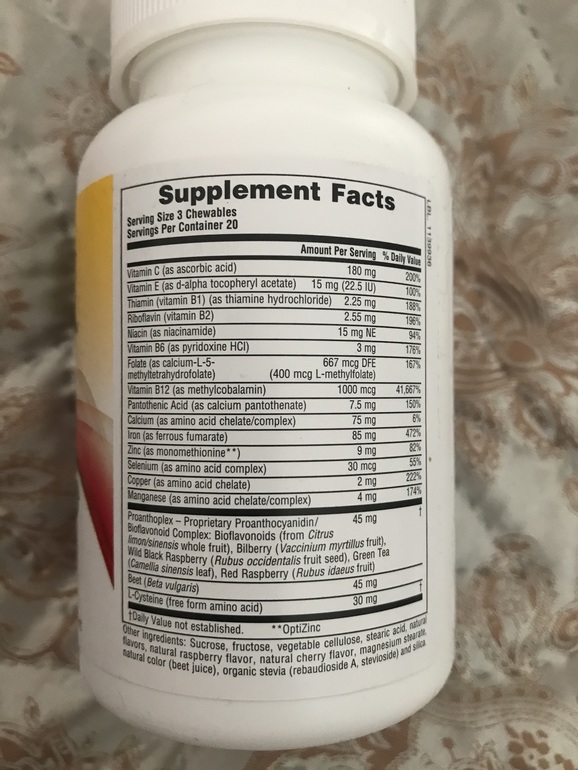 Supplement Facts
Serving Size 3 Chewables
Servings Per Container 20
Amount Per Serving % Daily Value
Vitamin C (as ascorbic acid) 180 mg 200%
Vitamin E (as d-alpha tocopheryl acetate) 15 mg (22.5 IU) 100%
Thiamin (vitamin B1) (as thiamine hydrochloride) 2.25 mg 188%
Riboflavin (vitamin B2) 2.55 mg 196%
Niacin (as niacinamide) 15 mg NE 94%
Vitamin B6 (as pyridoxine HCl) 3 mg 176%
Folate (as calcium-L-5- 667 mcg DFE 167%
methyltetrahydrofolate) (400 mcg L-methylfolate)
Vitamin B12 (as methylcobalamin) 1000 mcg 41,667%
Pantothenic Acid (as calcium pantothenate) 7.5 mg 150%
Calcium (as amino acid chelate/complex) 75 mg 6%
Iron (as ferrous fumarate) 85 mg 472%
Zinc (as monomethionine**) 9 mg 82%
Selenium (as amino acid complex) 30 mcg 55%
Copper (as amino acid chelate) 2 mg 222%
Manganese (as amino acid chelate/complex) 4 mg 174%
Proanthoplex – Proprietary Proanthocyanidin/ 45 mg †
Bioflavonoid Complex: Bioflavonoids (from Citrus
limon/sinensis whole fruit), Bilberry (Vaccinium myrtillus fruit),
Wild Black Raspberry (Rubus occidentalis fruit seed), Green Tea
(Camellia sinensis leaf), Red Raspberry (Rubus idaeus fruit)
Beet (Beta vulgaris) 45 mg †
L-Cysteine (free form amino acid) 30 mg
†Daily Value not established. **OptiZinc
Other ingredients: Sucrose, fructose, vegetable cellulose, stearic acid, natural
flavors, natural raspberry flavor, natural cherry flavor, magnesium stearate,
natural color (beet juice), organic stevia (rebaudioside A, stevioside) and silica.